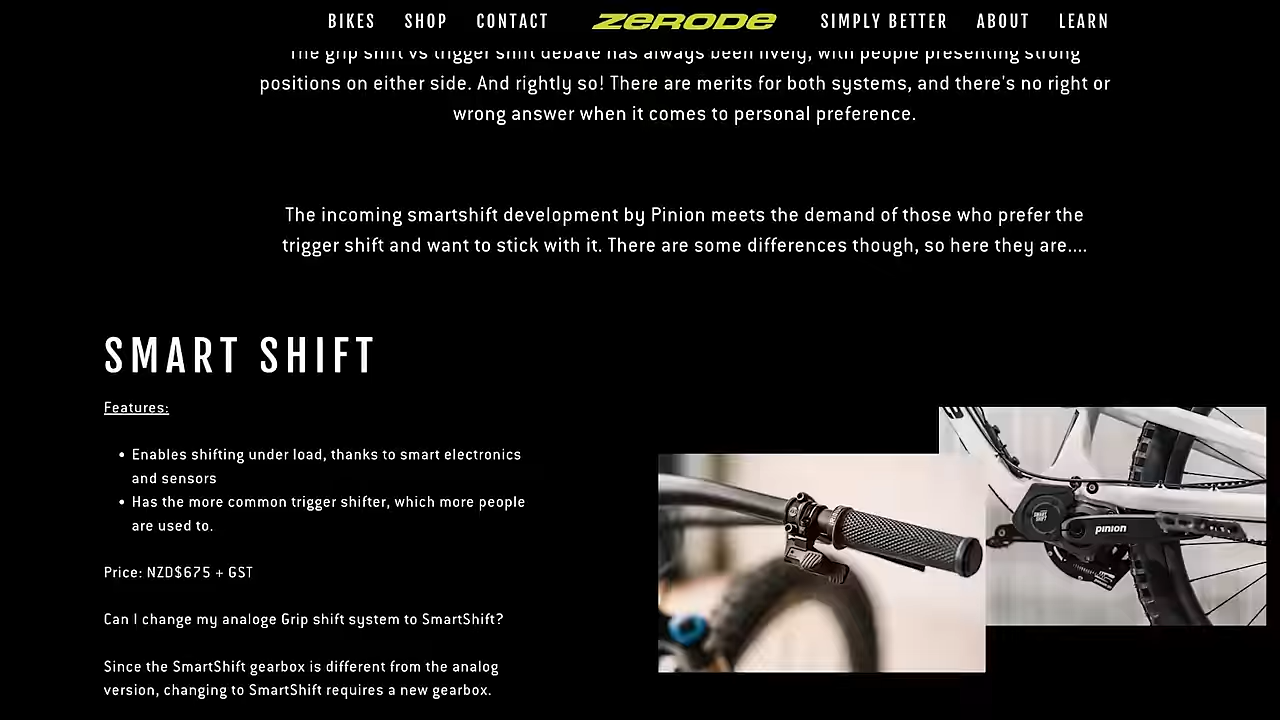 BIKES SHOP CONTACT ZERODE SIMPLY BETTER ABOUT LEARN
The grip shift vs trigger shift debate has always been lively, with people presenting strong
positions on either side. And rightly so! There are merits for both systems, and there's no right or
wrong answer when it comes to personal preference.
The incoming smartshift development by Pinion meets the demand of those who prefer the
trigger shift and want to stick with it. There are some differences though, so here they are....
SMART SHIFT
Features:
• Enables shifting under load, thanks to smart electronics
and sensors
• Has the more common trigger shifter, which more people
are used to.
Price: NZD$675 + GST
Can I change my analoge Grip shift system to SmartShift?
Since the SmartShift gearbox is different from the analog
version, changing to SmartShift requires a new gearbox.
SMART
SHIFT
pinion